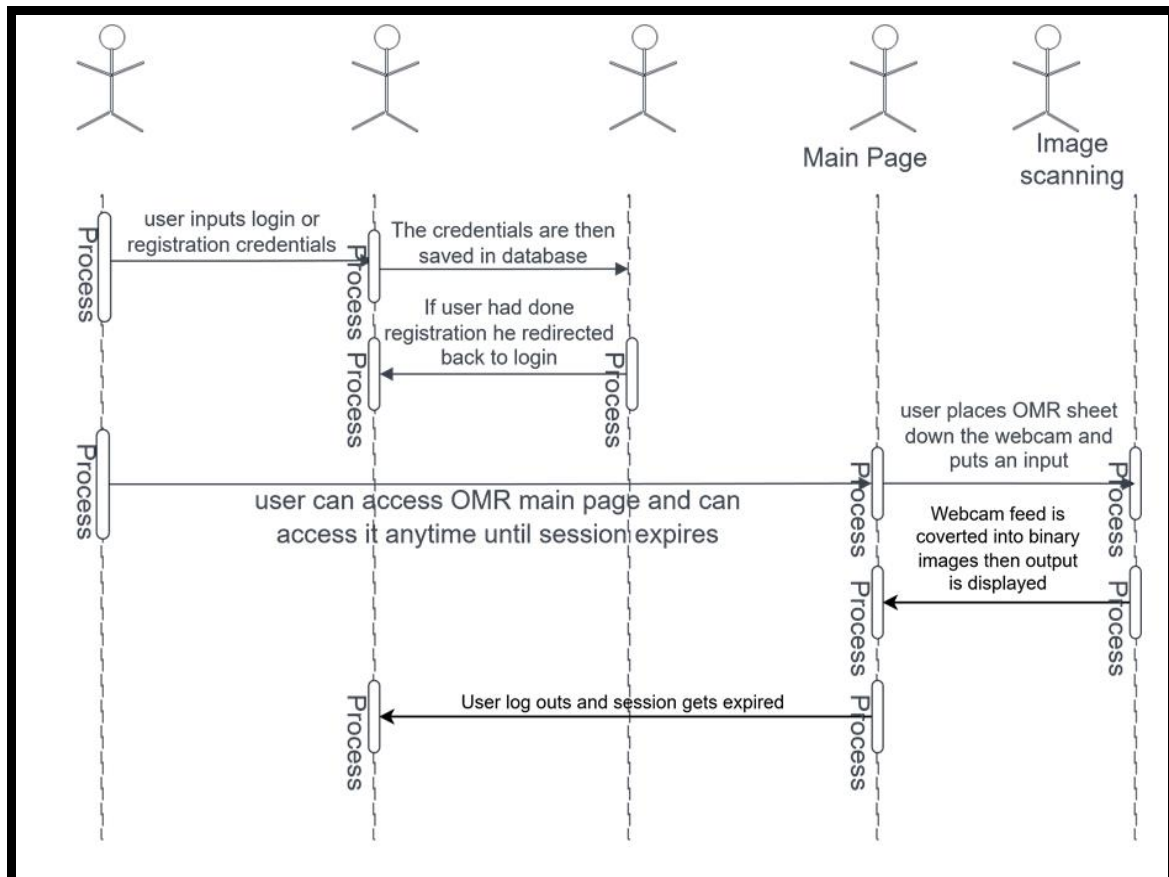 Main Page
Image
scanning
user inputs login or
registration credentials
Process
Process
The credentials are then
saved in database
If user had done
registration he redirected
back to login
Process
Process
user places OMR sheet
down the webcam and
puts an input
Process
Process
Process
user can access OMR main page and can
access it anytime until session expires
Webcam feed is
coverted into binary
images then output
is displayed
Process
Process
User log outs and session gets expired
Process
Process